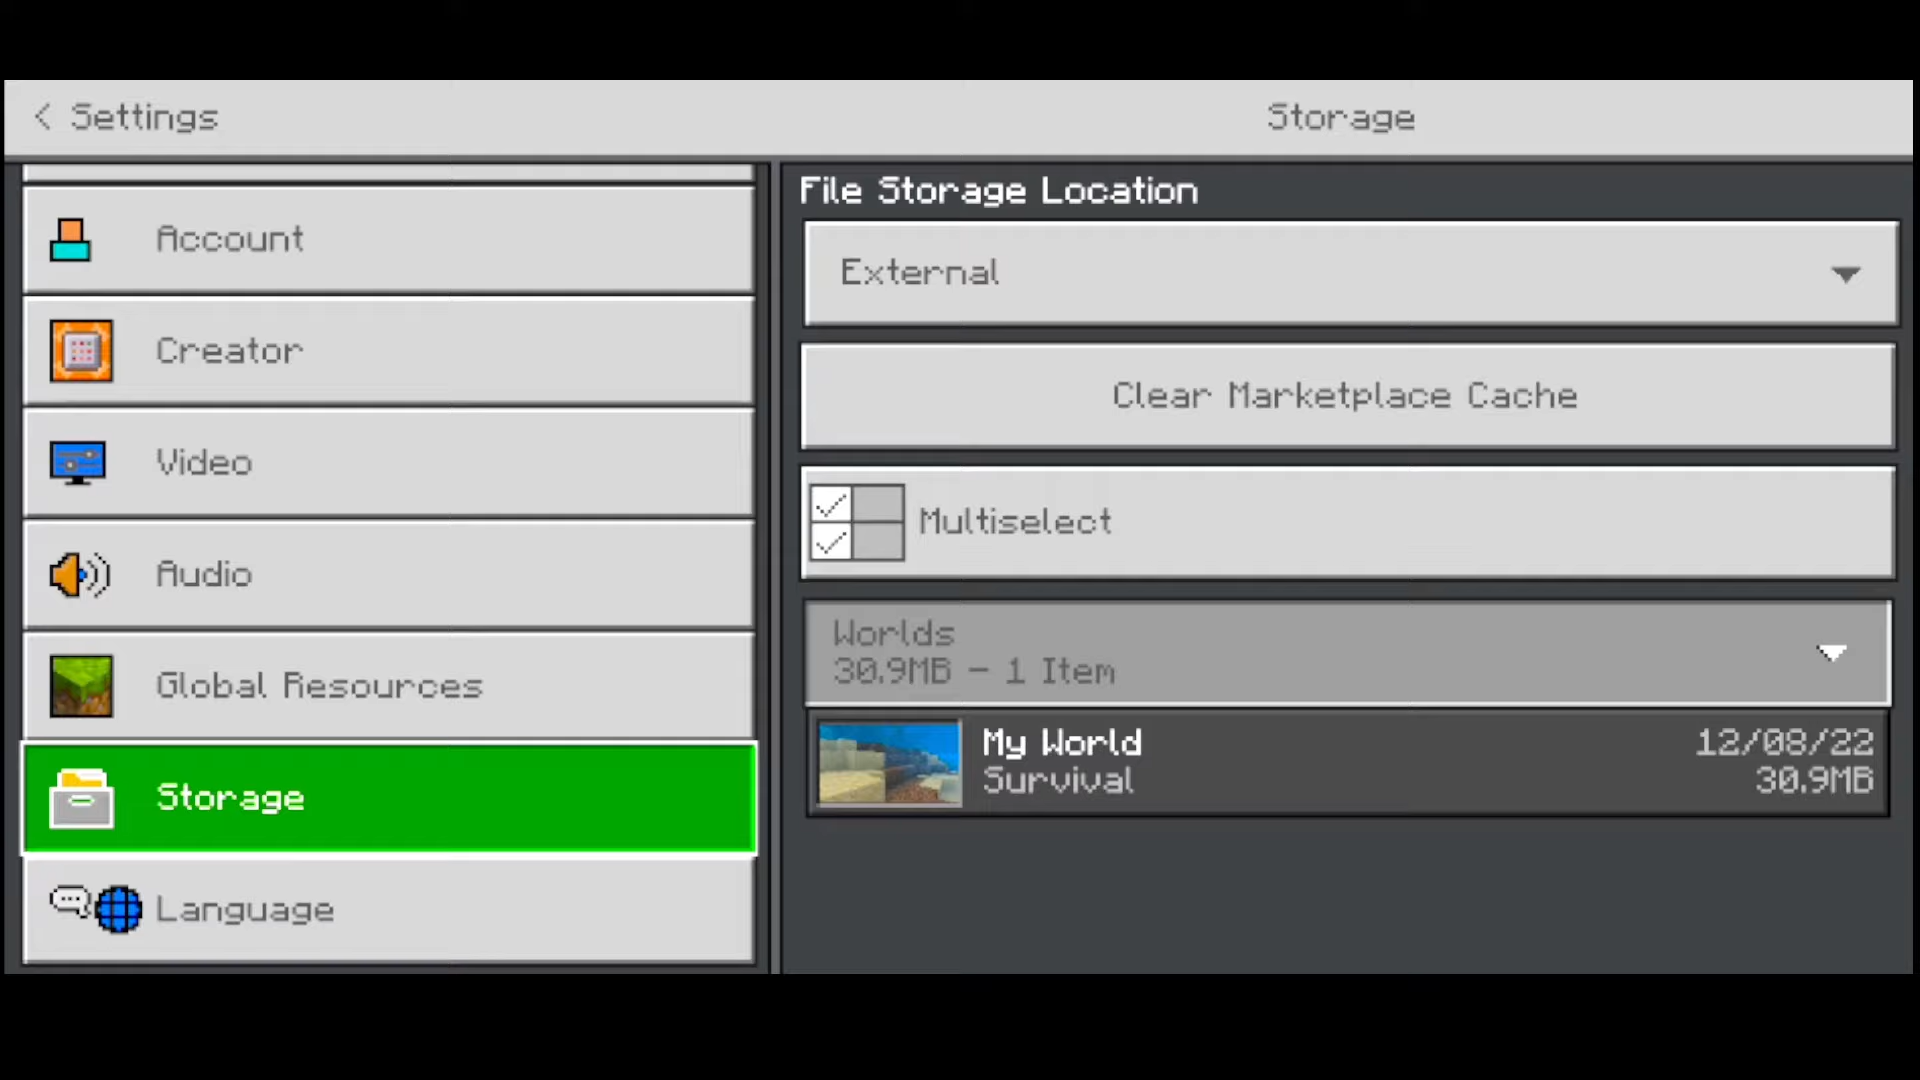 Settings
Storage
Account
Creator
Video
Audio
Global Resources
Storage
Language
File Storage Location
External
Clear Marketplace Cache
Multiselect
Worlds
30.9MB - 1 Item
My World
12/08/22
Survival
30.9MB